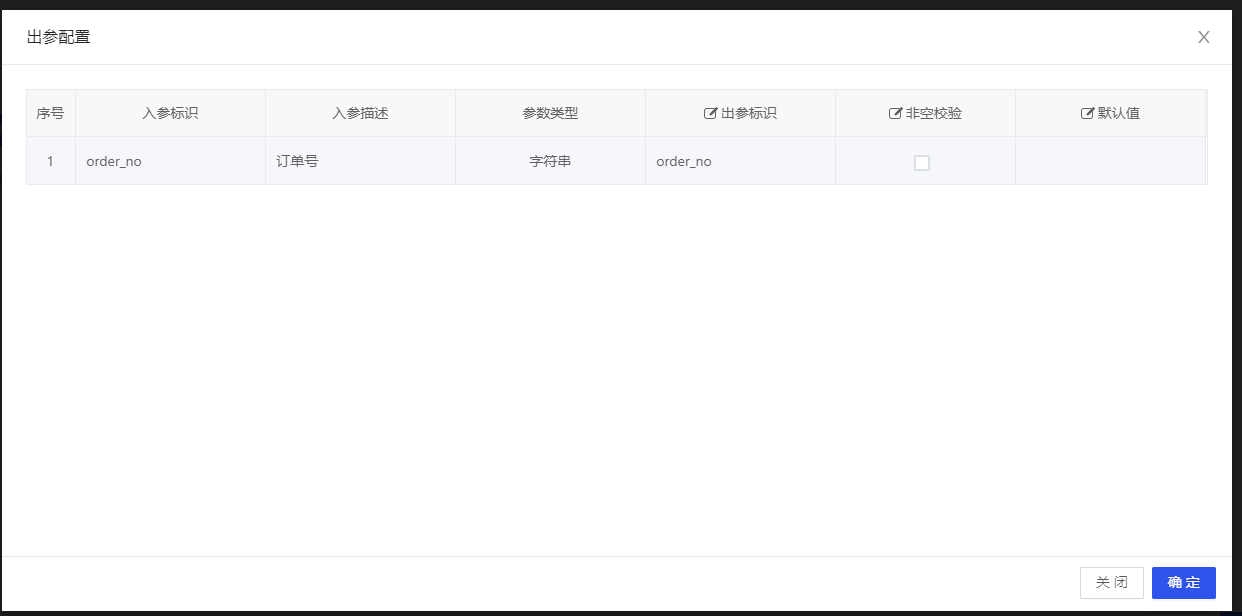 出参配置
X
序号 入参标识 入参描述 参数类型 出参标识 非空校验 默认值
1 order_no 订单号 字符串 order_no
关 闭 确 定